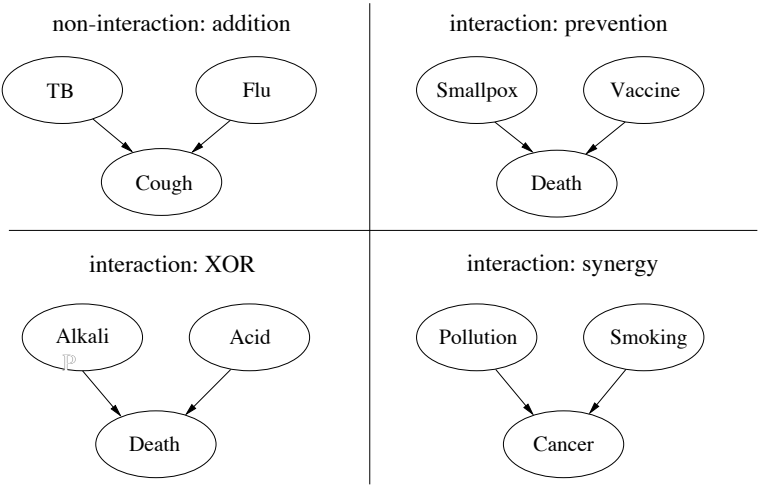 non-interaction: addition
TB
Flu
Cough
interaction: prevention
Smallpox
Vaccine
Death
interaction: XOR
Alkali
ℙ
Acid
Death
interaction: synergy
Pollution
Smoking
Cancer